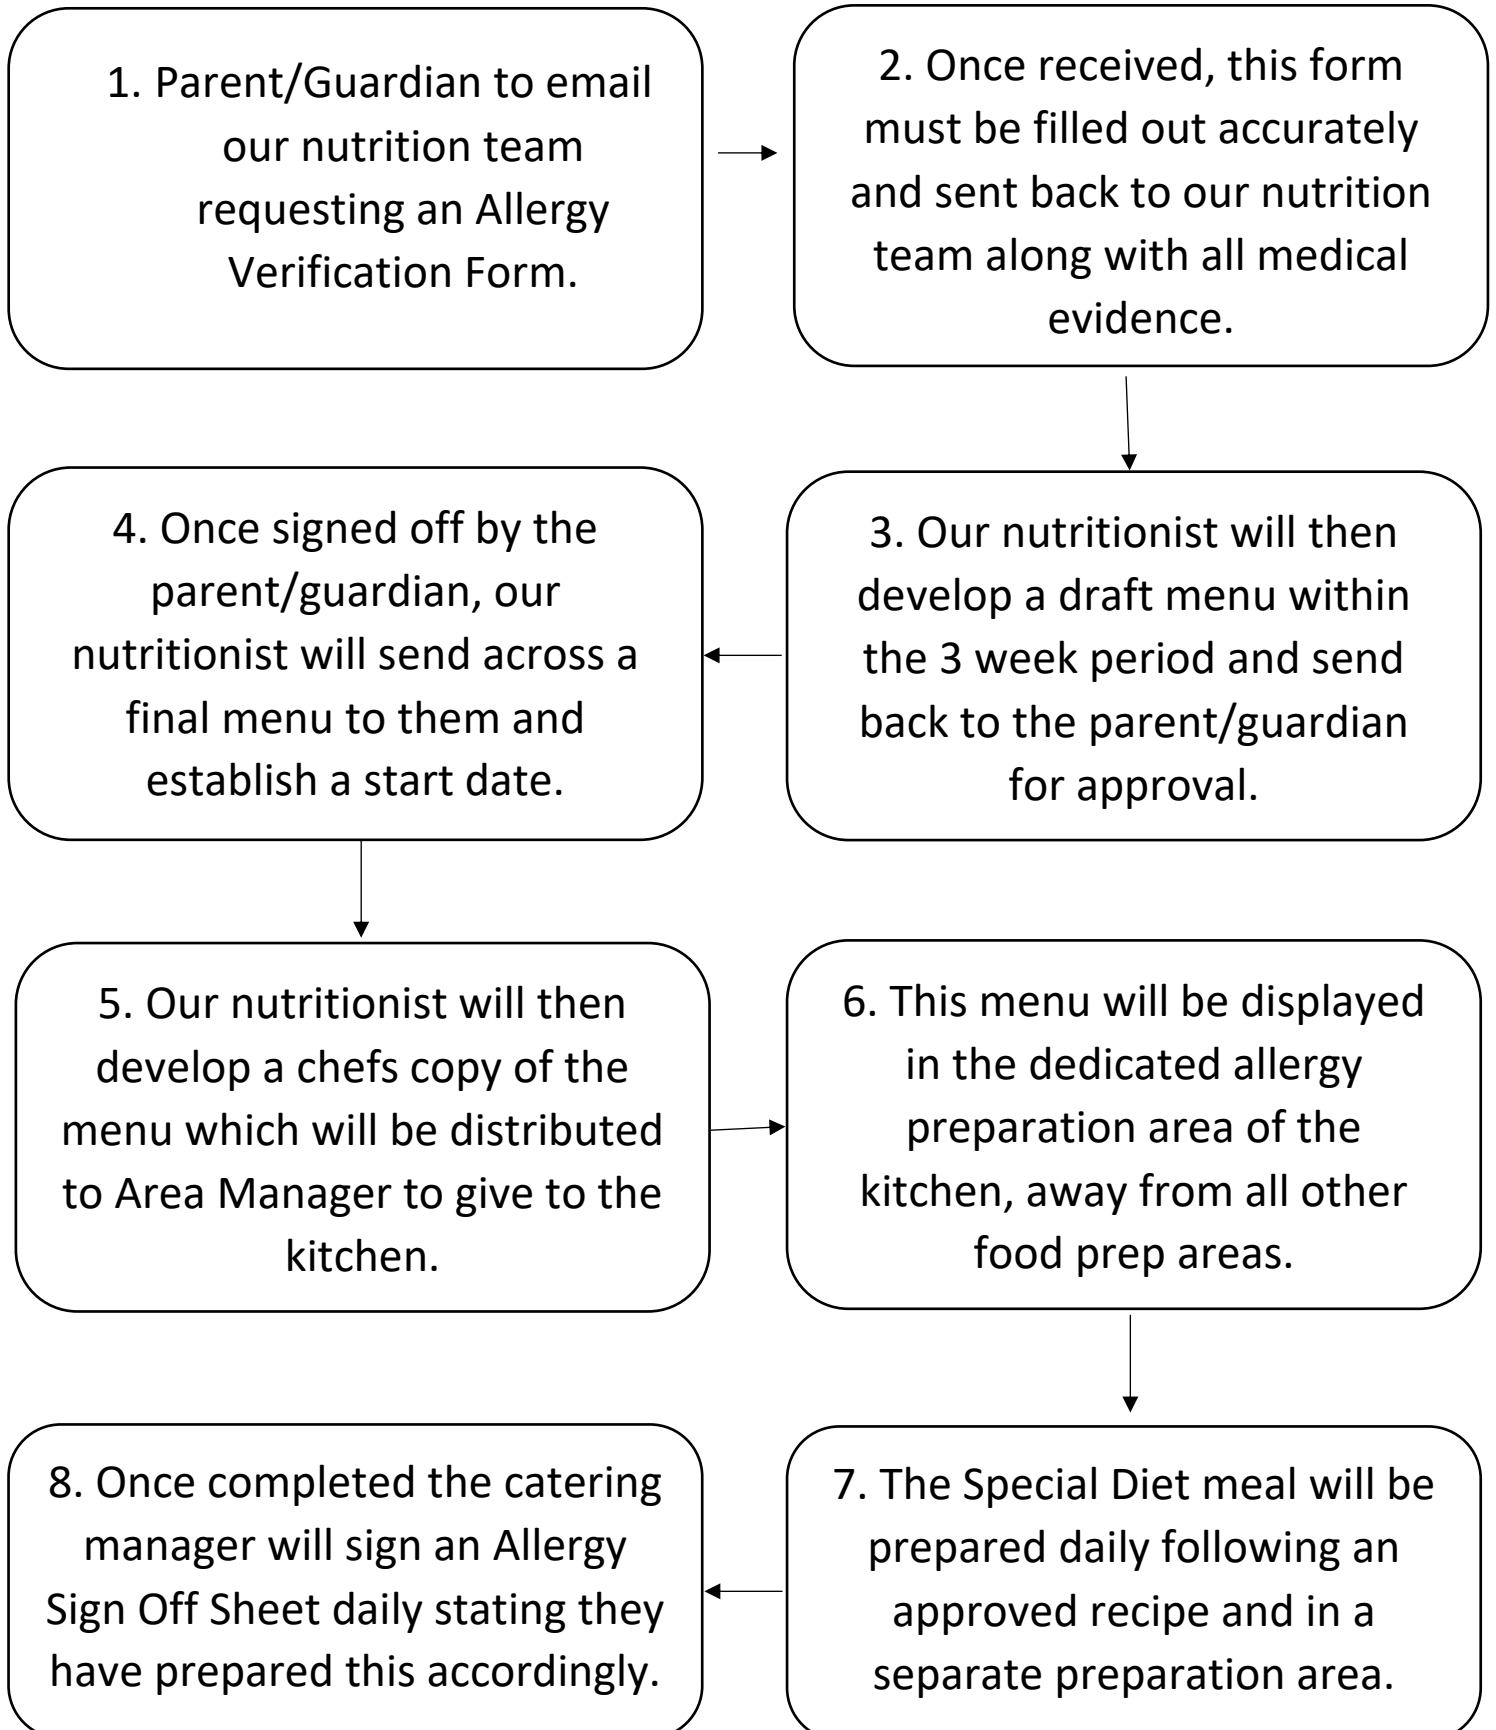 1. Parent/Guardian to email
our nutrition team
requesting an Allergy
Verification Form.
2. Once received, this form
must be filled out accurately
and sent back to our nutrition
team along with all medical
evidence.
3. Our nutritionist will then
develop a draft menu within
the 3 week period and send
back to the parent/guardian
for approval.
4. Once signed off by the
parent/guardian, our
nutritionist will send across a
final menu to them and
establish a start date.
5. Our nutritionist will then
develop a chefs copy of the
menu which will be distributed
to Area Manager to give to the
kitchen.
6. This menu will be displayed
in the dedicated allergy
preparation area of the
kitchen, away from all other
food prep areas.
7. The Special Diet meal will be
prepared daily following an
approved recipe and in a
separate preparation area.
8. Once completed the catering
manager will sign an Allergy
Sign Off Sheet daily stating they
have prepared this accordingly.